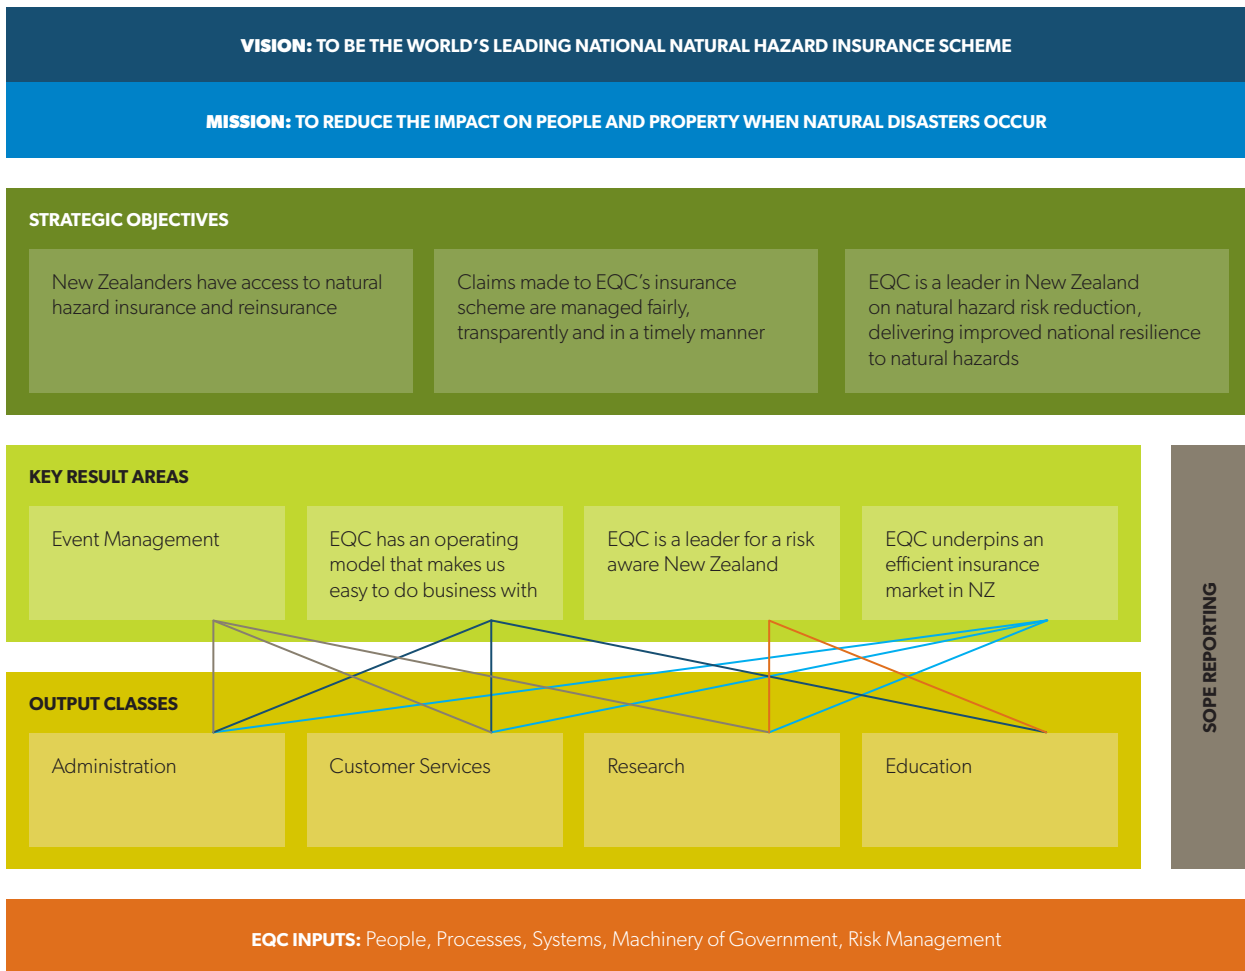 VISION: TO BE THE WORLD’S LEADING NATIONAL NATURAL HAZARD INSURANCE SCHEME
MISSION: TO REDUCE THE IMPACT ON PEOPLE AND PROPERTY WHEN NATURAL DISASTERS OCCUR
STRATEGIC OBJECTIVES
New Zealanders have access to natural
hazard insurance and reinsurance
Claims made to EQC’s insurance
scheme are managed fairly,
transparently and in a timely manner
EQC is a leader in New Zealand
on natural hazard risk reduction,
delivering improved national resilience
to natural hazards
KEY RESULT AREAS
Event Management
EQC has an operating
model that makes us
easy to do business with
EQC is a leader for a risk
aware New Zealand
EQC underpins an
efficient insurance
market in NZ
SOPE REPORTING
OUTPUT CLASSES
Administration
Customer Services
Research
Education
EQC INPUTS: People, Processes, Systems, Machinery of Government, Risk Management